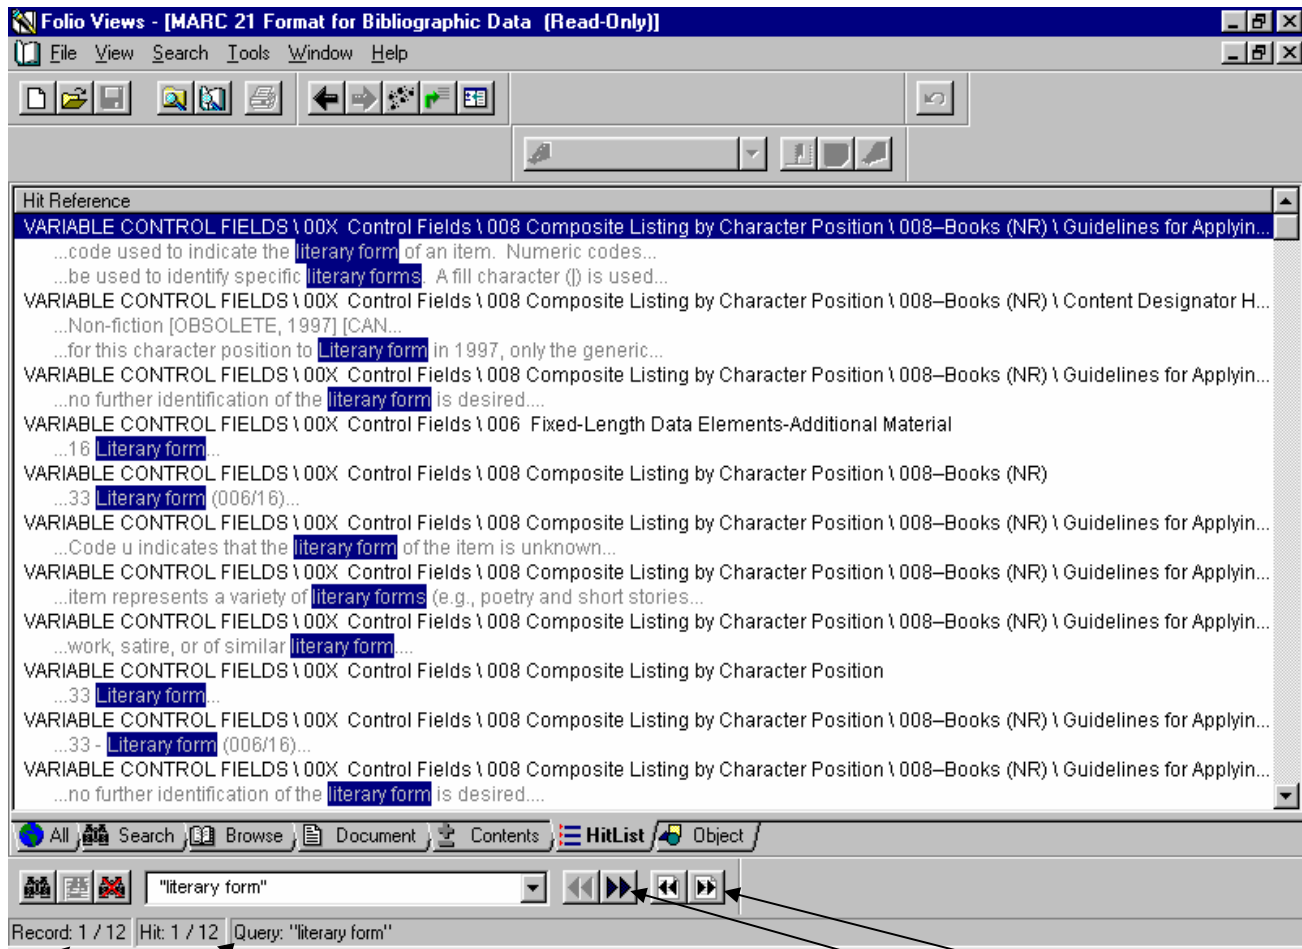 Folio Views - [MARC 21 Format for Bibliographic Data  (Read-Only)]
File View Search Tools Window Help
Hit Reference
VARIABLE CONTROL FIELDS \ 00X Control Fields \ 008 Composite Listing by Character Position \ 008–Books (NR) \ Guidelines for Applyin...
...code used to indicate the literary form of an item. Numeric codes...
...be used to identify specific literary forms. A fill character (|) is used...
VARIABLE CONTROL FIELDS \ 00X Control Fields \ 008 Composite Listing by Character Position \ 008–Books (NR) \ Content Designator H...
...Non-fiction [OBSOLETE, 1997] [CAN...
...for this character position to Literary form in 1997, only the generic...
VARIABLE CONTROL FIELDS \ 00X Control Fields \ 008 Composite Listing by Character Position \ 008–Books (NR) \ Guidelines for Applyin...
...no further identification of the literary form is desired....
VARIABLE CONTROL FIELDS \ 00X Control Fields \ 006 Fixed-Length Data Elements-Additional Material
...16 Literary form...
VARIABLE CONTROL FIELDS \ 00X Control Fields \ 008 Composite Listing by Character Position \ 008–Books (NR)
...33 Literary form (006/16)...
VARIABLE CONTROL FIELDS \ 00X Control Fields \ 008 Composite Listing by Character Position \ 008–Books (NR) \ Guidelines for Applyin...
...Code u indicates that the literary form of the item is unknown...
VARIABLE CONTROL FIELDS \ 00X Control Fields \ 008 Composite Listing by Character Position \ 008–Books (NR) \ Guidelines for Applyin...
...item represents a variety of literary forms (e.g., poetry and short stories...
VARIABLE CONTROL FIELDS \ 00X Control Fields \ 008 Composite Listing by Character Position \ 008–Books (NR) \ Guidelines for Applyin...
...work, satire, or of similar literary form....
VARIABLE CONTROL FIELDS \ 00X Control Fields \ 008 Composite Listing by Character Position
...33 Literary form...
VARIABLE CONTROL FIELDS \ 00X Control Fields \ 008 Composite Listing by Character Position \ 008–Books (NR) \ Guidelines for Applyin...
...33 - Literary form (006/16)...
VARIABLE CONTROL FIELDS \ 00X Control Fields \ 008 Composite Listing by Character Position \ 008–Books (NR) \ Guidelines for Applyin...
...no further identification of the literary form is desired....
All Search Browse Document Contents HitList Object
"literary form"
Record: 1 / 12 Hit: 1 / 12 Query: "literary form"